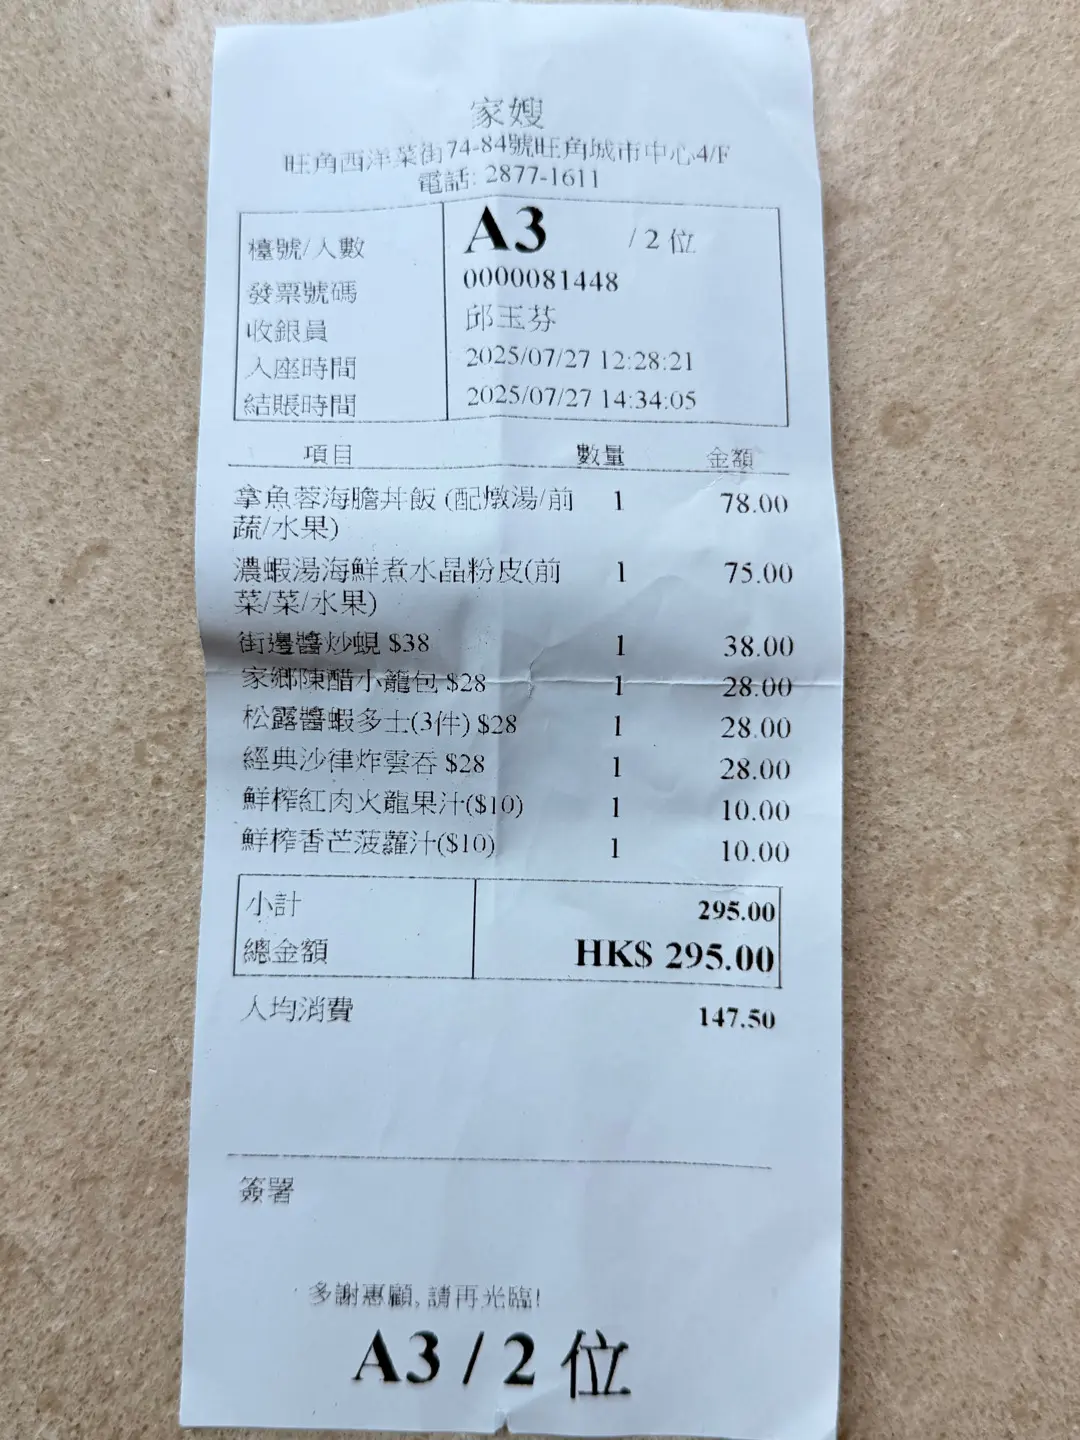 家嫂
旺角西洋菜街74-84號旺角城市中心4/F
電話: 2877-1611
檯號/人數 A3 / 2 位
發票號碼 0000081448
收銀員 邱玉芬
入座時間 2025/07/27 12:28:21
結賬時間 2025/07/27 14:34:05
項目 數量 金額
拿魚蓉海膽丼飯 (配燉湯/前 1 78.00
蔬/水果)
濃蝦湯海鮮煮水晶粉皮(前 1 75.00
菜/菜/水果)
街邊醬炒蜆 $38 1 38.00
家鄉陳醋小籠包 $28 1 28.00
松露醬蝦多士(3件) $28 1 28.00
經典沙律炸雲吞 $28 1 28.00
鮮榨紅肉火龍果汁($10) 1 10.00
鮮榨香芒菠蘿汁($10) 1 10.00
小計 295.00
總金額 HK$ 295.00
人均消費 147.50
簽署
多謝惠顧, 請再光臨!
A3 / 2 位